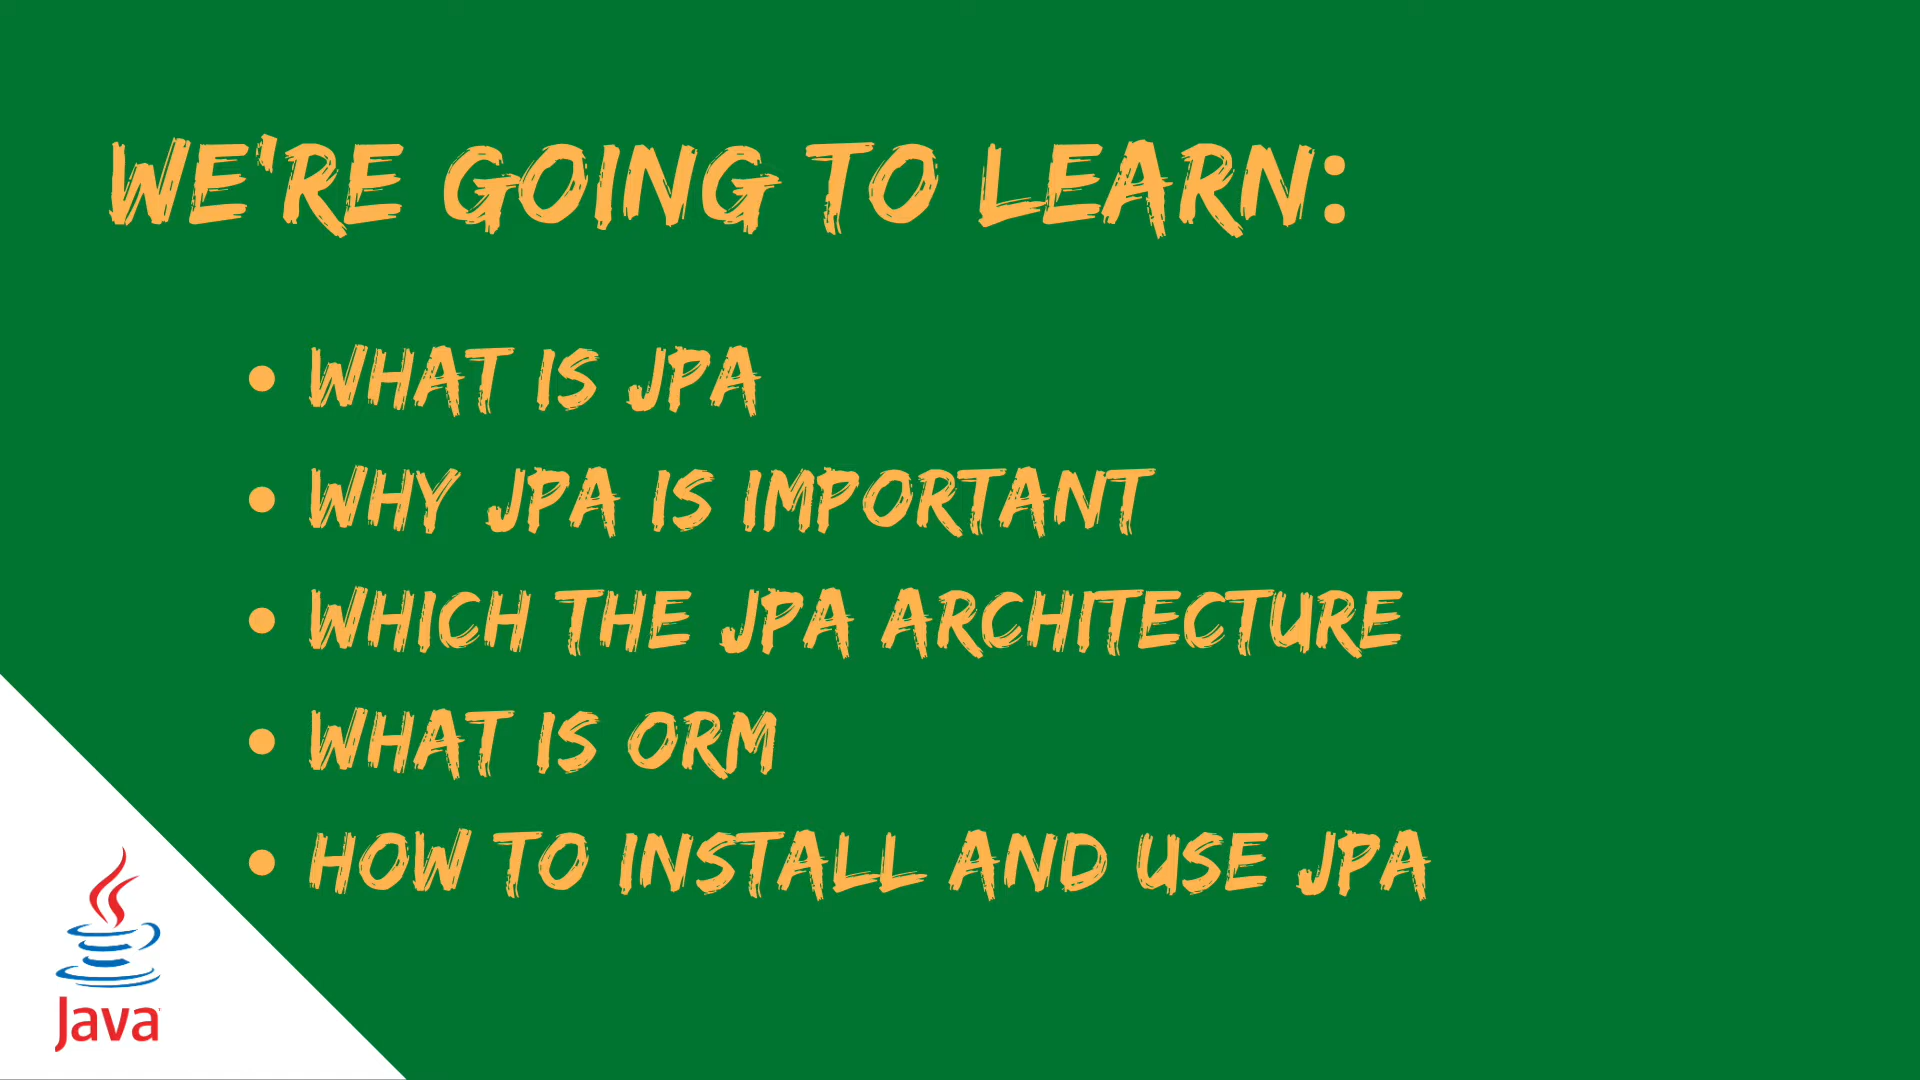 WE'RE GOING TO LEARN:
• WHAT IS JPA
• WHY JPA IS IMPORTANT
• WHICH THE JPA ARCHITECTURE
• WHAT IS ORM
• HOW TO INSTALL AND USE JPA
Java